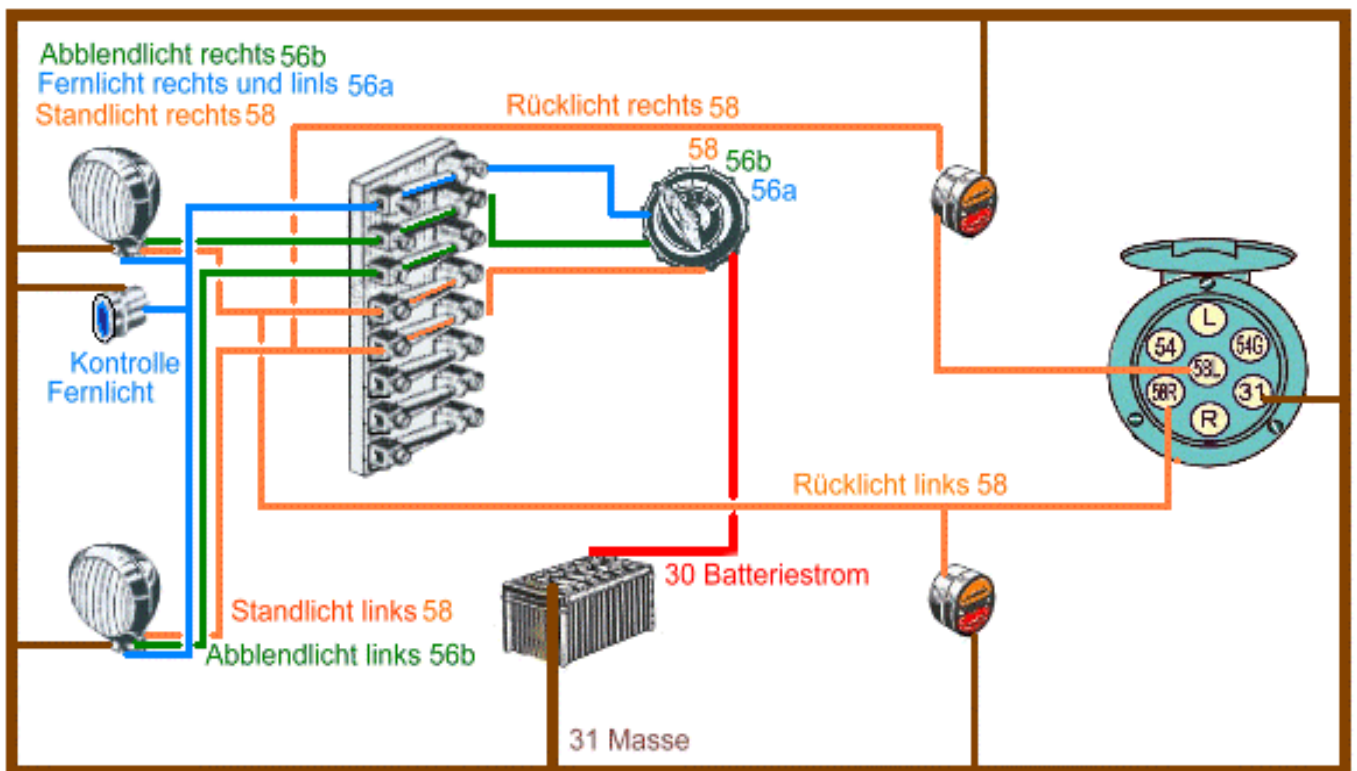 Abblendlicht rechts 56b
Fernlicht rechts und linls 56a
Standlicht rechts 58
Rücklicht rechts 58
58
56b
56a
Kontrolle
Fernlicht
L
54
54G
58L
58R
31
R
Rücklicht links 58
30 Batteriestrom
Standlicht links 58
Abblendlicht links 56b
31 Masse